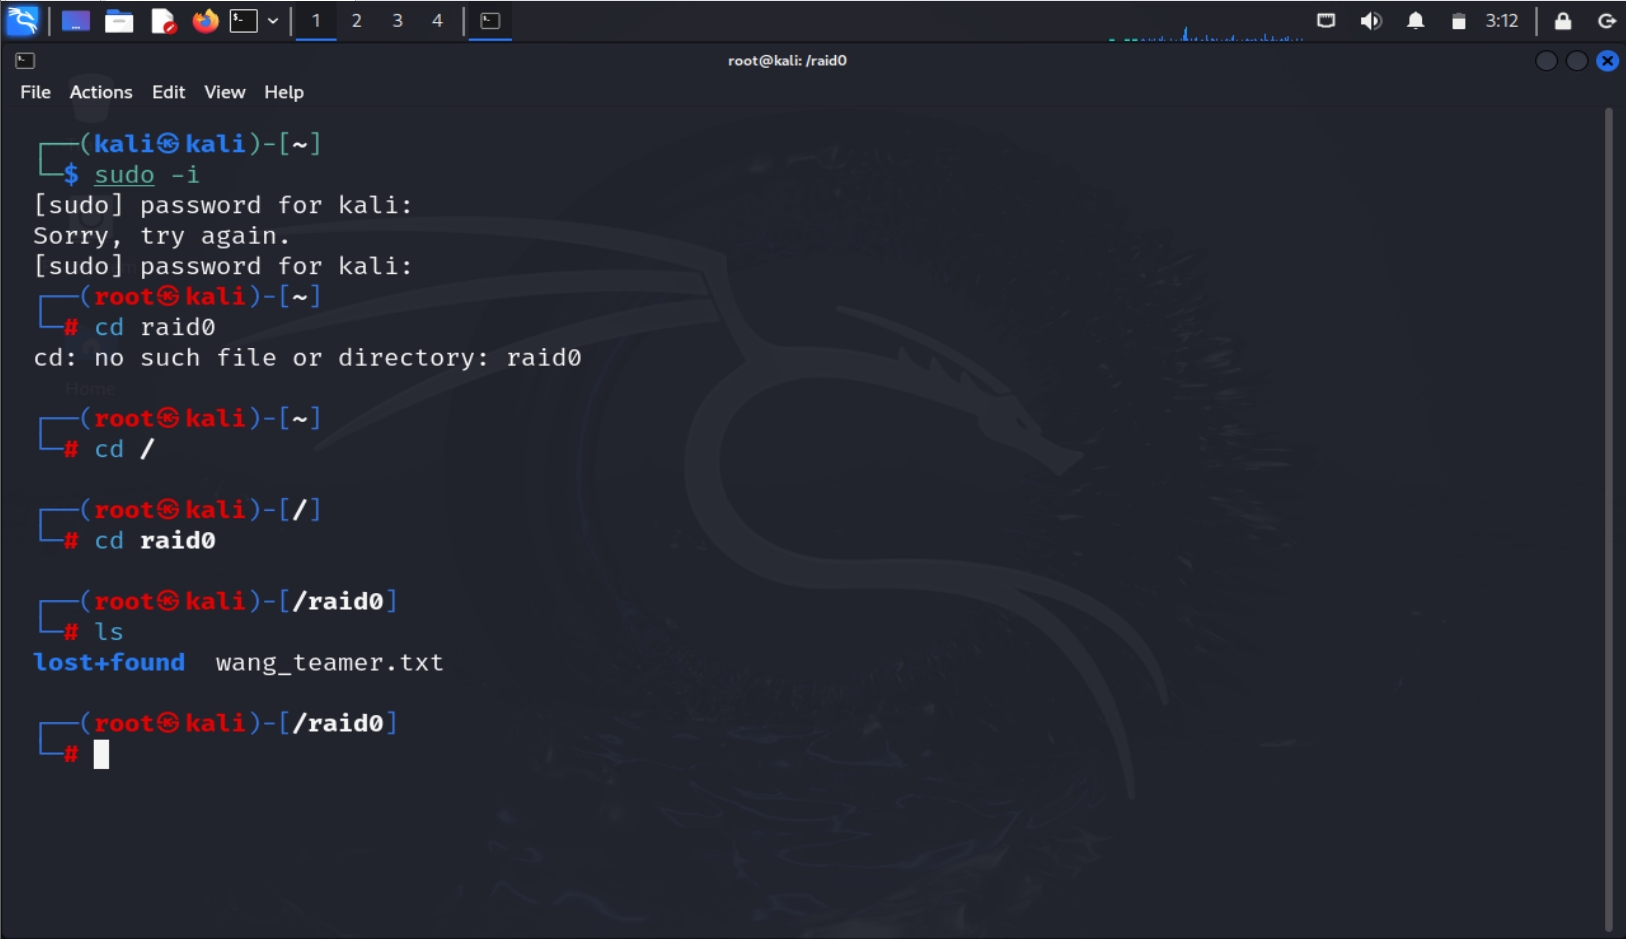 1 2 3 4 3:12
root@kali: /raid0
File Actions Edit View Help
┌──(kali㉿kali)-[~]
└─$ sudo -i
[sudo] password for kali:
Sorry, try again.
[sudo] password for kali:
┌──(root㉿kali)-[~]
└─# cd raid0
cd: no such file or directory: raid0
Home
┌──(root㉿kali)-[~]
└─# cd /
┌──(root㉿kali)-[/]
└─# cd raid0
┌──(root㉿kali)-[/raid0]
└─# ls
lost+found  wang_teamer.txt
┌──(root㉿kali)-[/raid0]
└─#